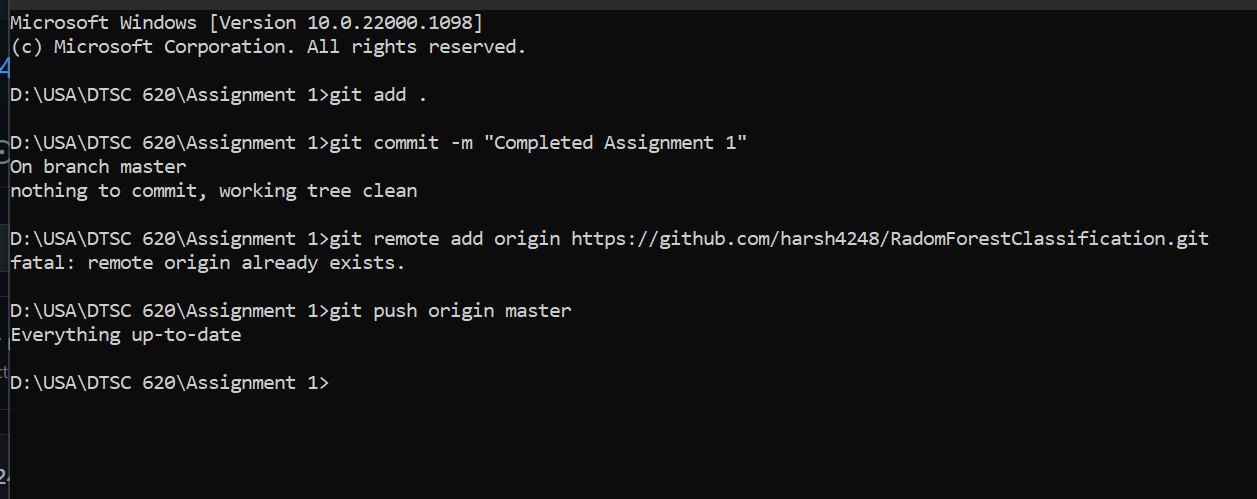 Microsoft Windows [Version 10.0.22000.1098]
(c) Microsoft Corporation. All rights reserved.
D:\USA\DTSC 620\Assignment 1>git add .
D:\USA\DTSC 620\Assignment 1>git commit -m "Completed Assignment 1"
On branch master
nothing to commit, working tree clean
D:\USA\DTSC 620\Assignment 1>git remote add origin https://github.com/harsh4248/RadomForestClassification.git
fatal: remote origin already exists.
D:\USA\DTSC 620\Assignment 1>git push origin master
Everything up-to-date
D:\USA\DTSC 620\Assignment 1>